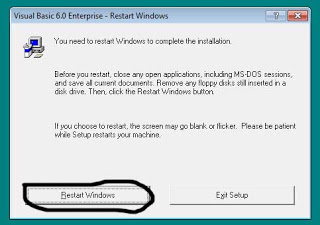 Visual Basic 6.0 Enterprise - Restart Windows
You need to restart Windows to complete the installation.
Before you restart, close any open applications, including MS-DOS sessions,
and save all current documents. Remove any floppy disks still inserted in a
disk drive. Then, click the Restart Windows button.
If you choose to restart, the screen may go blank or flicker. Please be patient
while Setup restarts your machine.
Restart Windows
Exit Setup